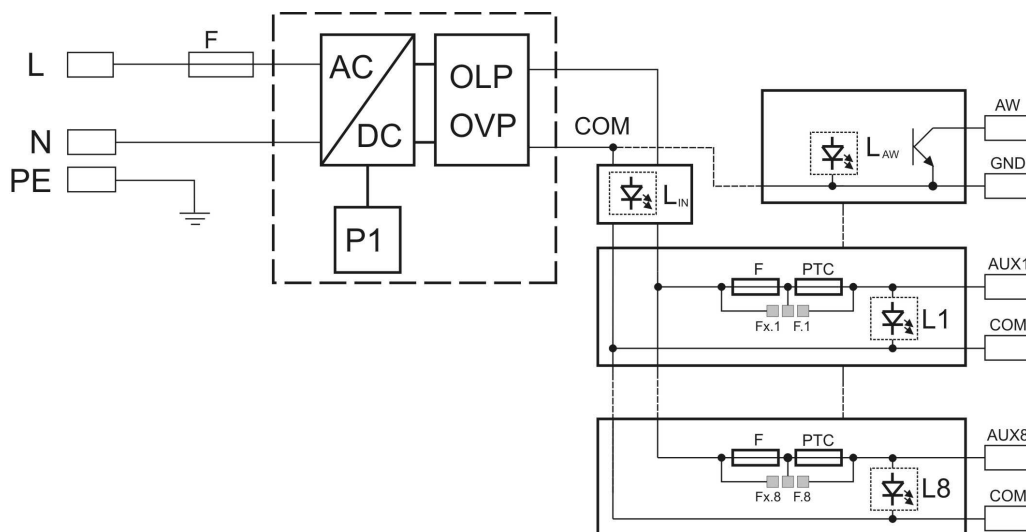 L
F
N
PE
AC
DC
OLP
OVP
P1
COM
L IN
L AW
AW
GND
F PTC
Fx.1 F.1
L1
AUX1
COM
F PTC
Fx.8 F.8
L8
AUX8
COM